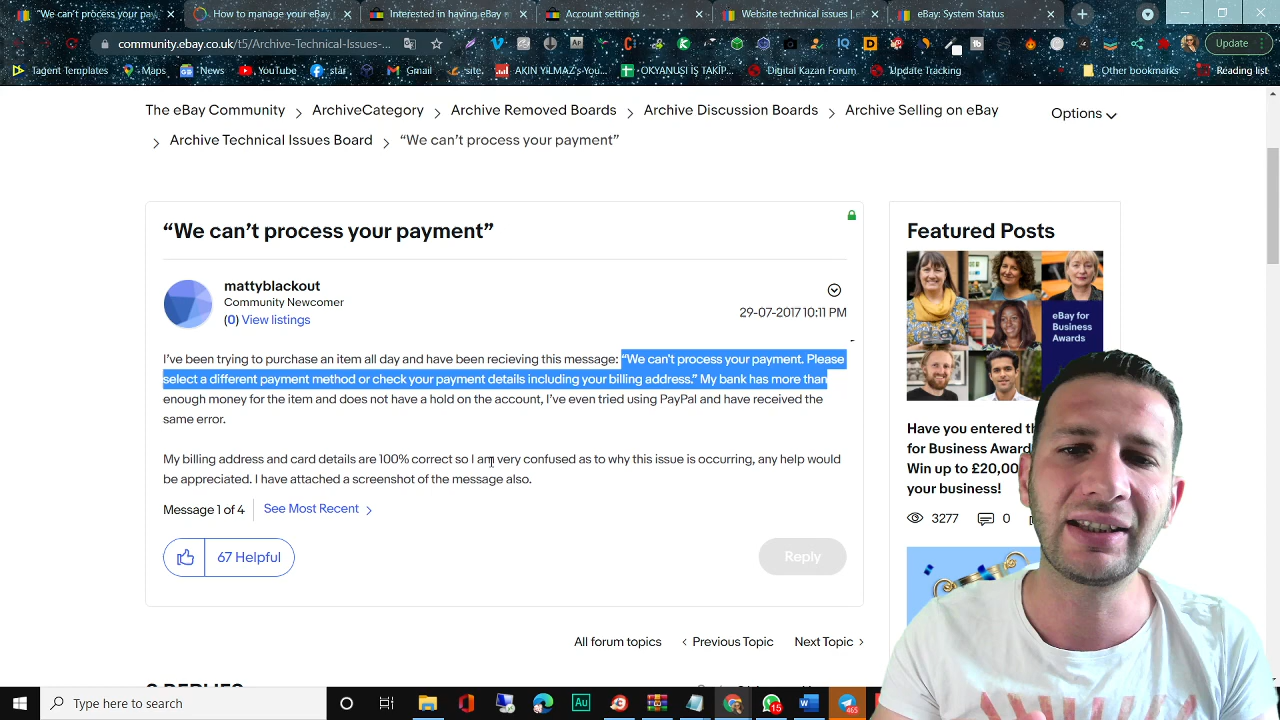 "We can't process your pay
How to manage your eBay
Interested in having eBay m
Account settings
Website technical issues | e
eBay: System Status
community.ebay.co.uk/t5/Archive-Technical-Issues-...
Update
Tagent Templates
Maps
News
YouTube
star
Gmail
site.
AKIN YILMAZ's-You...
OKYANUSI İŞ TAKİP...
Digital Kazan Forum
Update Tracking
Other bookmarks
Reading list
The eBay Community > ArchiveCategory > Archive Removed Boards > Archive Discussion Boards > Archive Selling on eBay
Options
> Archive Technical Issues Board > "We can't process your payment"
“We can’t process your payment”
mattyblackout
Community Newcomer
(0) View listings
29-07-2017 10:11 PM
I’ve been trying to purchase an item all day and have been recieving this message: “We can't process your payment. Please
select a different payment method or check your payment details including your billing address.” My bank has more than
enough money for the item and does not have a hold on the account, I’ve even tried using PayPal and have received the
same error.
My billing address and card details are 100% correct so I am very confused as to why this issue is occurring, any help would
be appreciated. I have attached a screenshot of the message also.
Message 1 of 4
See Most Recent >
67 Helpful
Reply
All forum topics
< Previous Topic
Next Topic >
Featured Posts
eBay for
Business
Awards
Have you entered th
for Business Award
Win up to £20,00
your business!
3277
0
Type here to search
Au
15
465